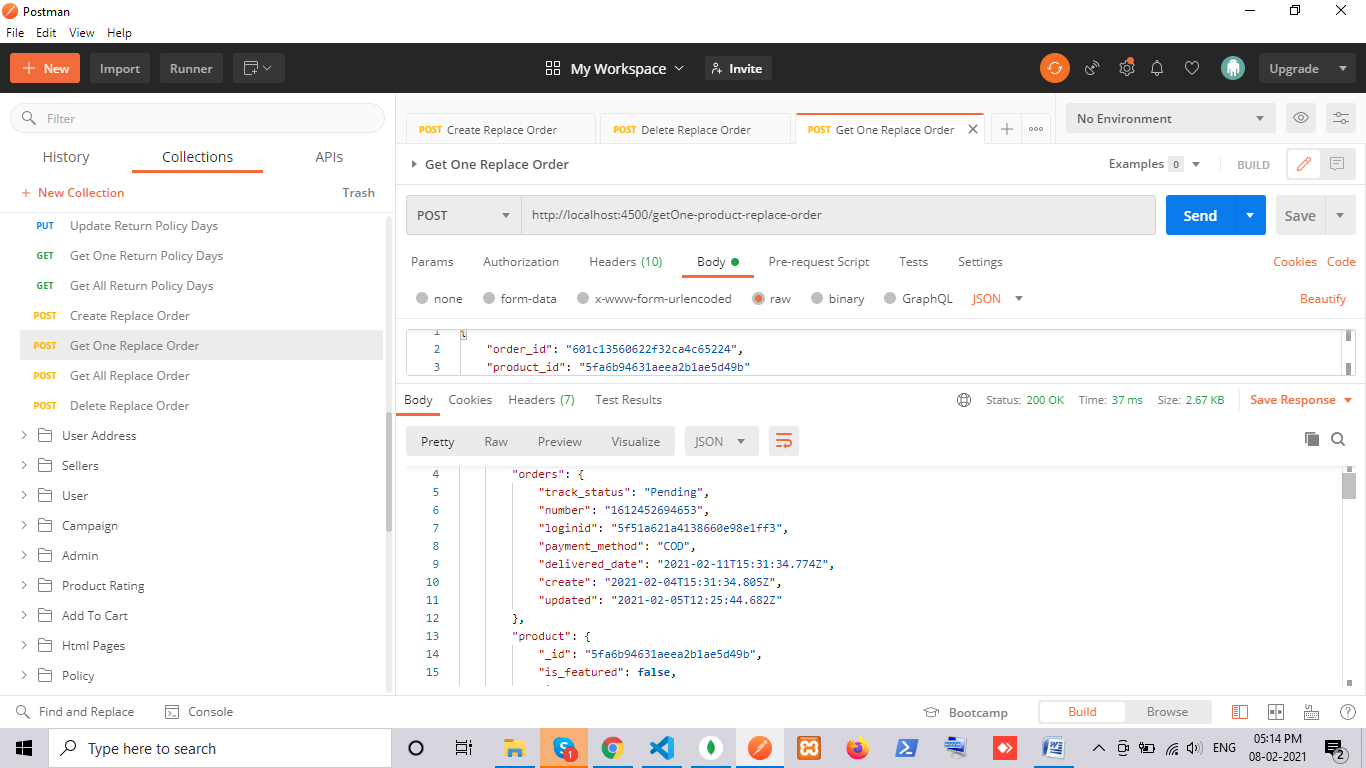 Postman
File Edit View Help
New Import Runner My Workspace Invite Upgrade
Filter
History Collections APIs
New Collection Trash
PUT Update Return Policy Days
GET Get One Return Policy Days
GET Get All Return Policy Days
POST Create Replace Order
POST Get One Replace Order
POST Get All Replace Order
POST Delete Replace Order
User Address
Sellers
User
Campaign
Admin
Product Rating
Add To Cart
Html Pages
Policy
POST Create Replace Order POST Delete Replace Order POST Get One Replace Order No Environment
Get One Replace Order Examples 0 BUILD
POST http://localhost:4500/getOne-product-replace-order Send Save
Params Authorization Headers (10) Body Pre-request Script Tests Settings Cookies Code
none form-data x-www-form-urlencoded raw binary GraphQL JSON Beautify
1 {
2 "order_id": "601c13560622f32ca4c65224",
3 "product_id": "5fa6b94631aeea2b1ae5d49b"
Body Cookies Headers (7) Test Results Status: 200 OK Time: 37 ms Size: 2.67 KB Save Response
Pretty Raw Preview Visualize JSON
4 "orders": {
5 "track_status": "Pending",
6 "number": "1612452694653",
7 "loginid": "5f51a621a4138660e98e1ff3",
8 "payment_method": "COD",
9 "delivered_date": "2021-02-11T15:31:34.774Z",
10 "create": "2021-02-04T15:31:34.805Z",
11 "updated": "2021-02-05T12:25:44.682Z"
12 },
13 "product": {
14 "_id": "5fa6b94631aeea2b1ae5d49b",
15 "is_featured": false,
Find and Replace Console Bootcamp Build Browse
Type here to search 1 ENG 05:14 PM
08-02-2021 2